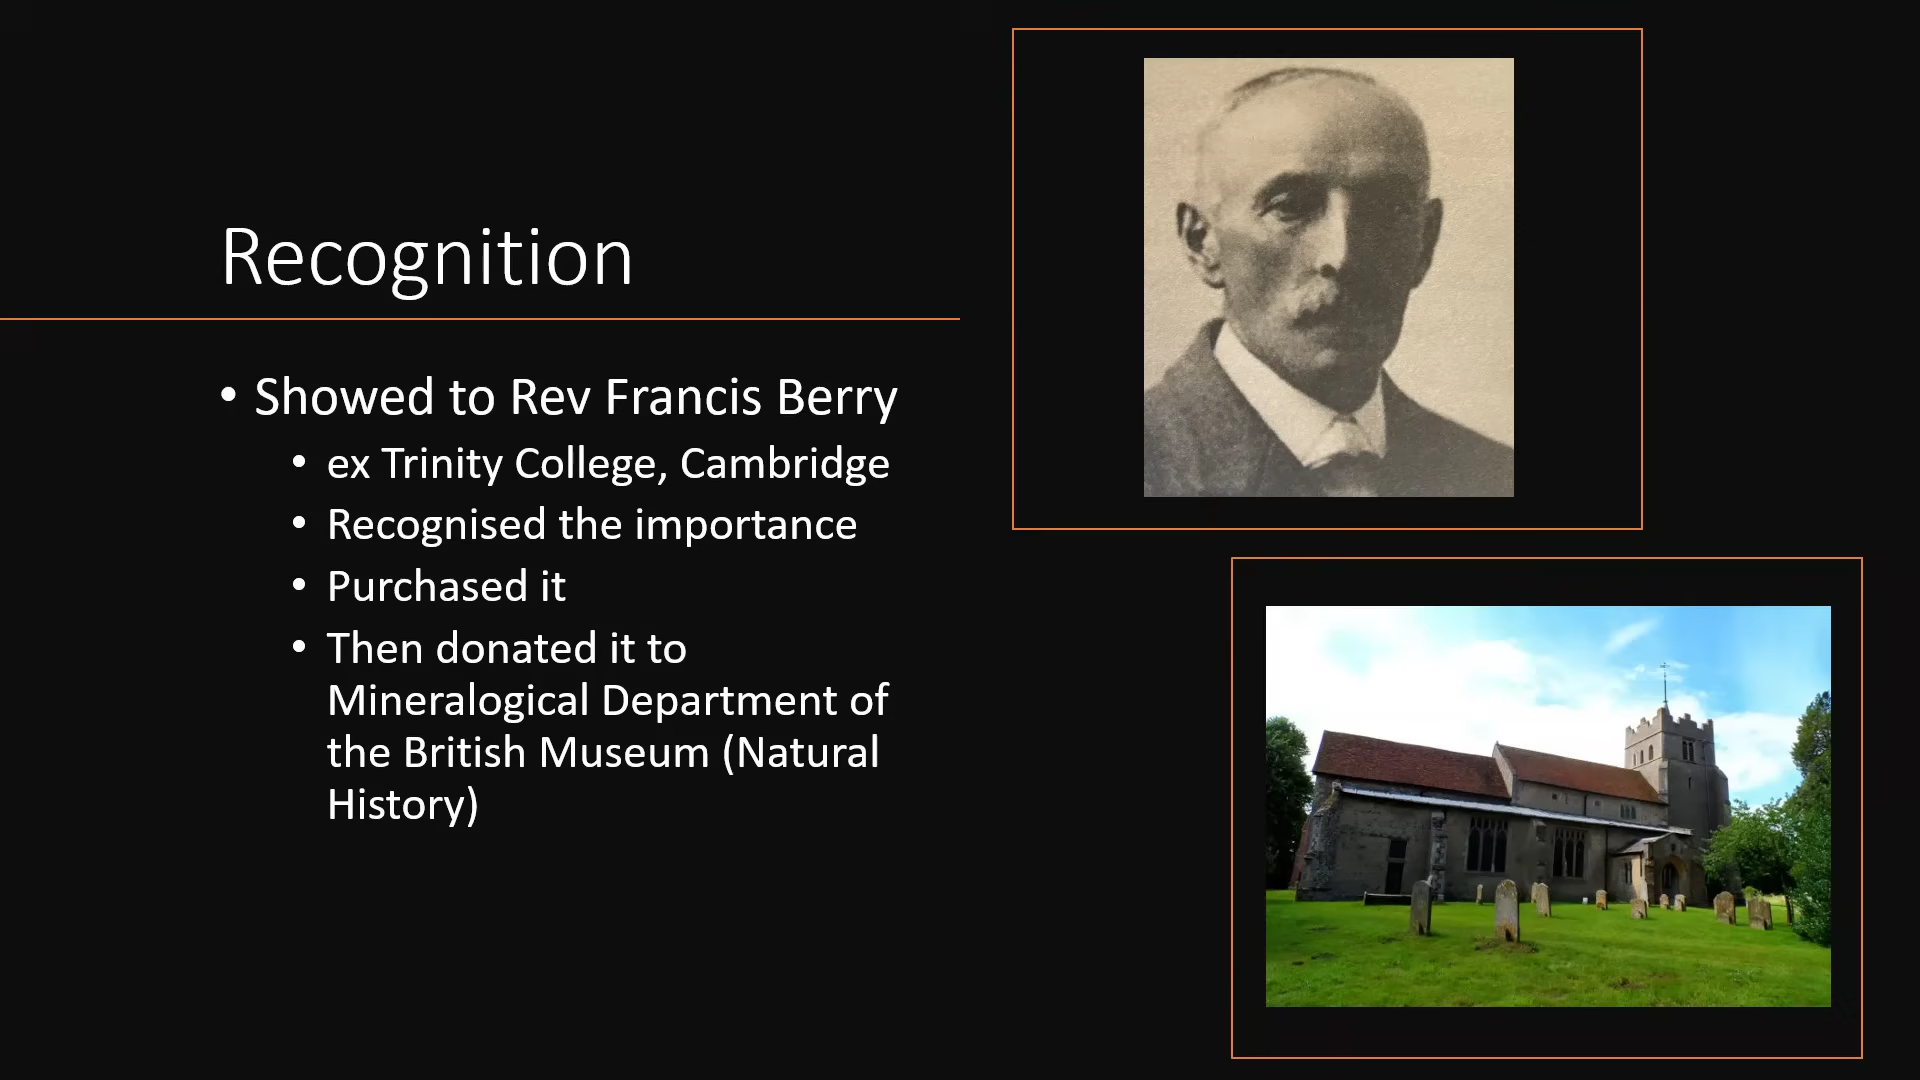 Recognition
• Showed to Rev Francis Berry
• ex Trinity College, Cambridge
• Recognised the importance
• Purchased it
• Then donated it to
Mineralogical Department of
the British Museum (Natural
History)